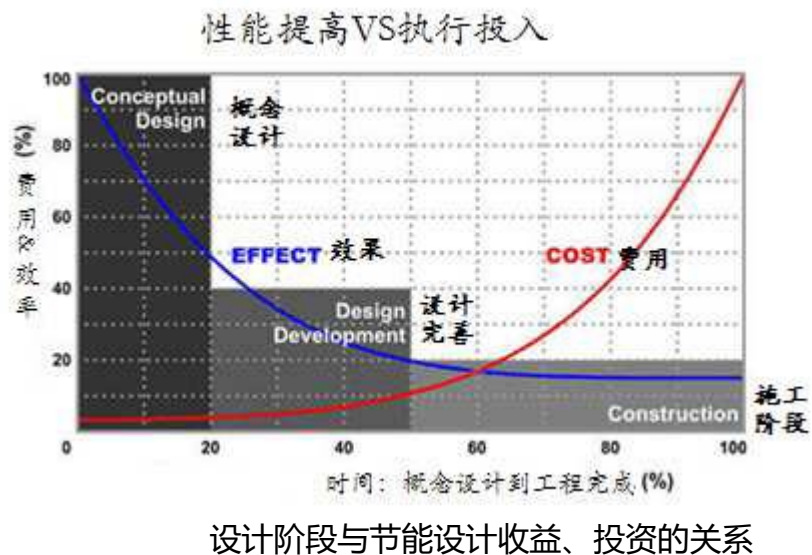 性能提高VS执行投入
费用&效率 (%)
100
80
60
40
20
Conceptual
Design
概念
设计
EFFECT 效果
COST 费用
Design
Development
设计
完善
Construction
施工
阶段
0 20 40 60 80 100
时间：概念设计到工程完成(%)
设计阶段与节能设计收益、投资的关系